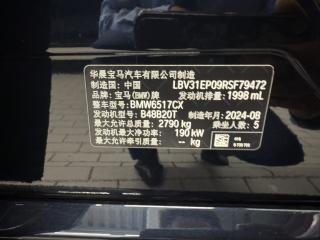 华晨宝马汽车有限公司制造
制造国：中国 LBV31EP09RSF79472
品牌：宝马(BMW)牌 发动机排量：1998 mL
整车型号：BMW6517CX
发动机型号：B48B20T 制造年月：2024-08
最大允许总质量：2790 kg 乘坐人数：5
最大净功率：190 kW
最大允许牵引质量：-- kg